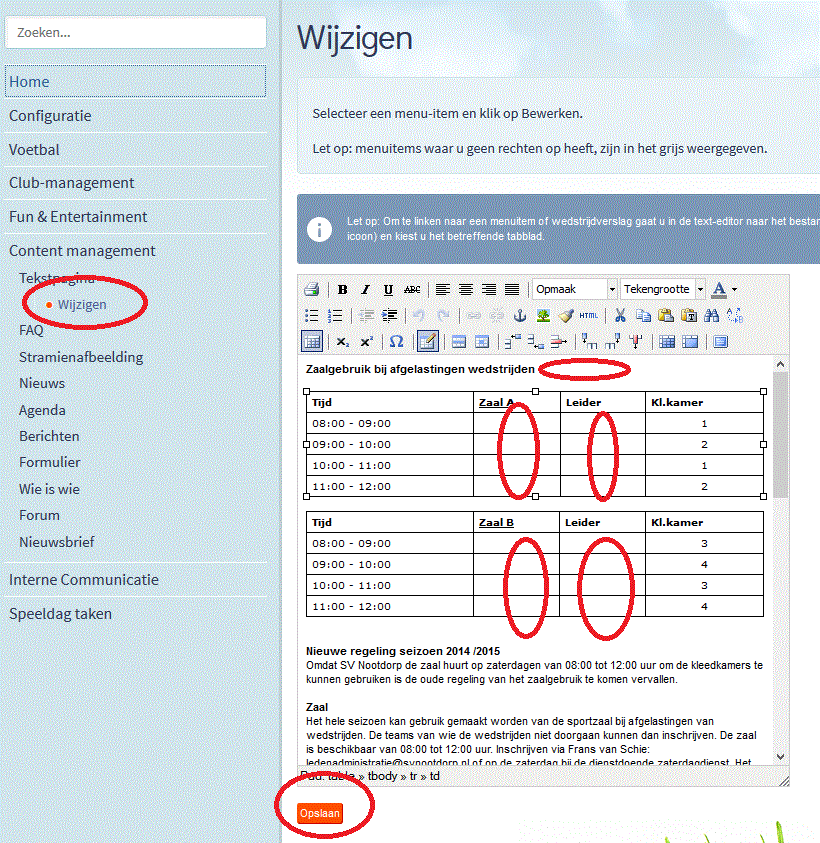 Zoeken...
Home
Configuratie
Voetbal
Club-management
Fun & Entertainment
Content management
Tekstpagina
Wijzigen
FAQ
Stramienafbeelding
Nieuws
Agenda
Berichten
Formulier
Wie is wie
Forum
Nieuwsbrief
Interne Communicatie
Speeldag taken
Wijzigen
Selecteer een menu-item en klik op Bewerken.
Let op: menuitems waar u geen rechten op heeft, zijn in het grijs weergegeven.
Let op: Om te linken naar een menuitem of wedstrijdverslag gaat u in de text-editor naar het bestan
icoon) en kiest u het betreffende tabblad.
B I U ABC Opmaak Tekengrootte A
HTML
Zaalgebruik bij afgelastingen wedstrijden
Tijd Zaal A Leider Kl.kamer
08:00 - 09:00 1
09:00 - 10:00 2
10:00 - 11:00 1
11:00 - 12:00 2
Tijd Zaal B Leider Kl.kamer
08:00 - 09:00 3
09:00 - 10:00 4
10:00 - 11:00 3
11:00 - 12:00 4
Nieuwe regeling seizoen 2014 /2015
Omdat SV Nootdorp de zaal huurt op zaterdagen van 08:00 tot 12:00 uur om de kleedkamers te
kunnen gebruiken is de oude regeling van het zaalgebruik te komen vervallen.
Zaal
Het hele seizoen kan gebruik gemaakt worden van de sportzaal bij afgelastingen van
wedstrijden. De teams van wie de wedstrijden niet doorgaan kunnen dan inschrijven. De zaal
is beschikbaar van 08:00 tot 12:00 uur. Inschrijven via Frans van Schie:
ledenadministratie@svnootdorp.nl of op de zaterdag bij de dienstdoende zaterdagdienst. Het
Pad: table » tbody » tr » td
Opslaan